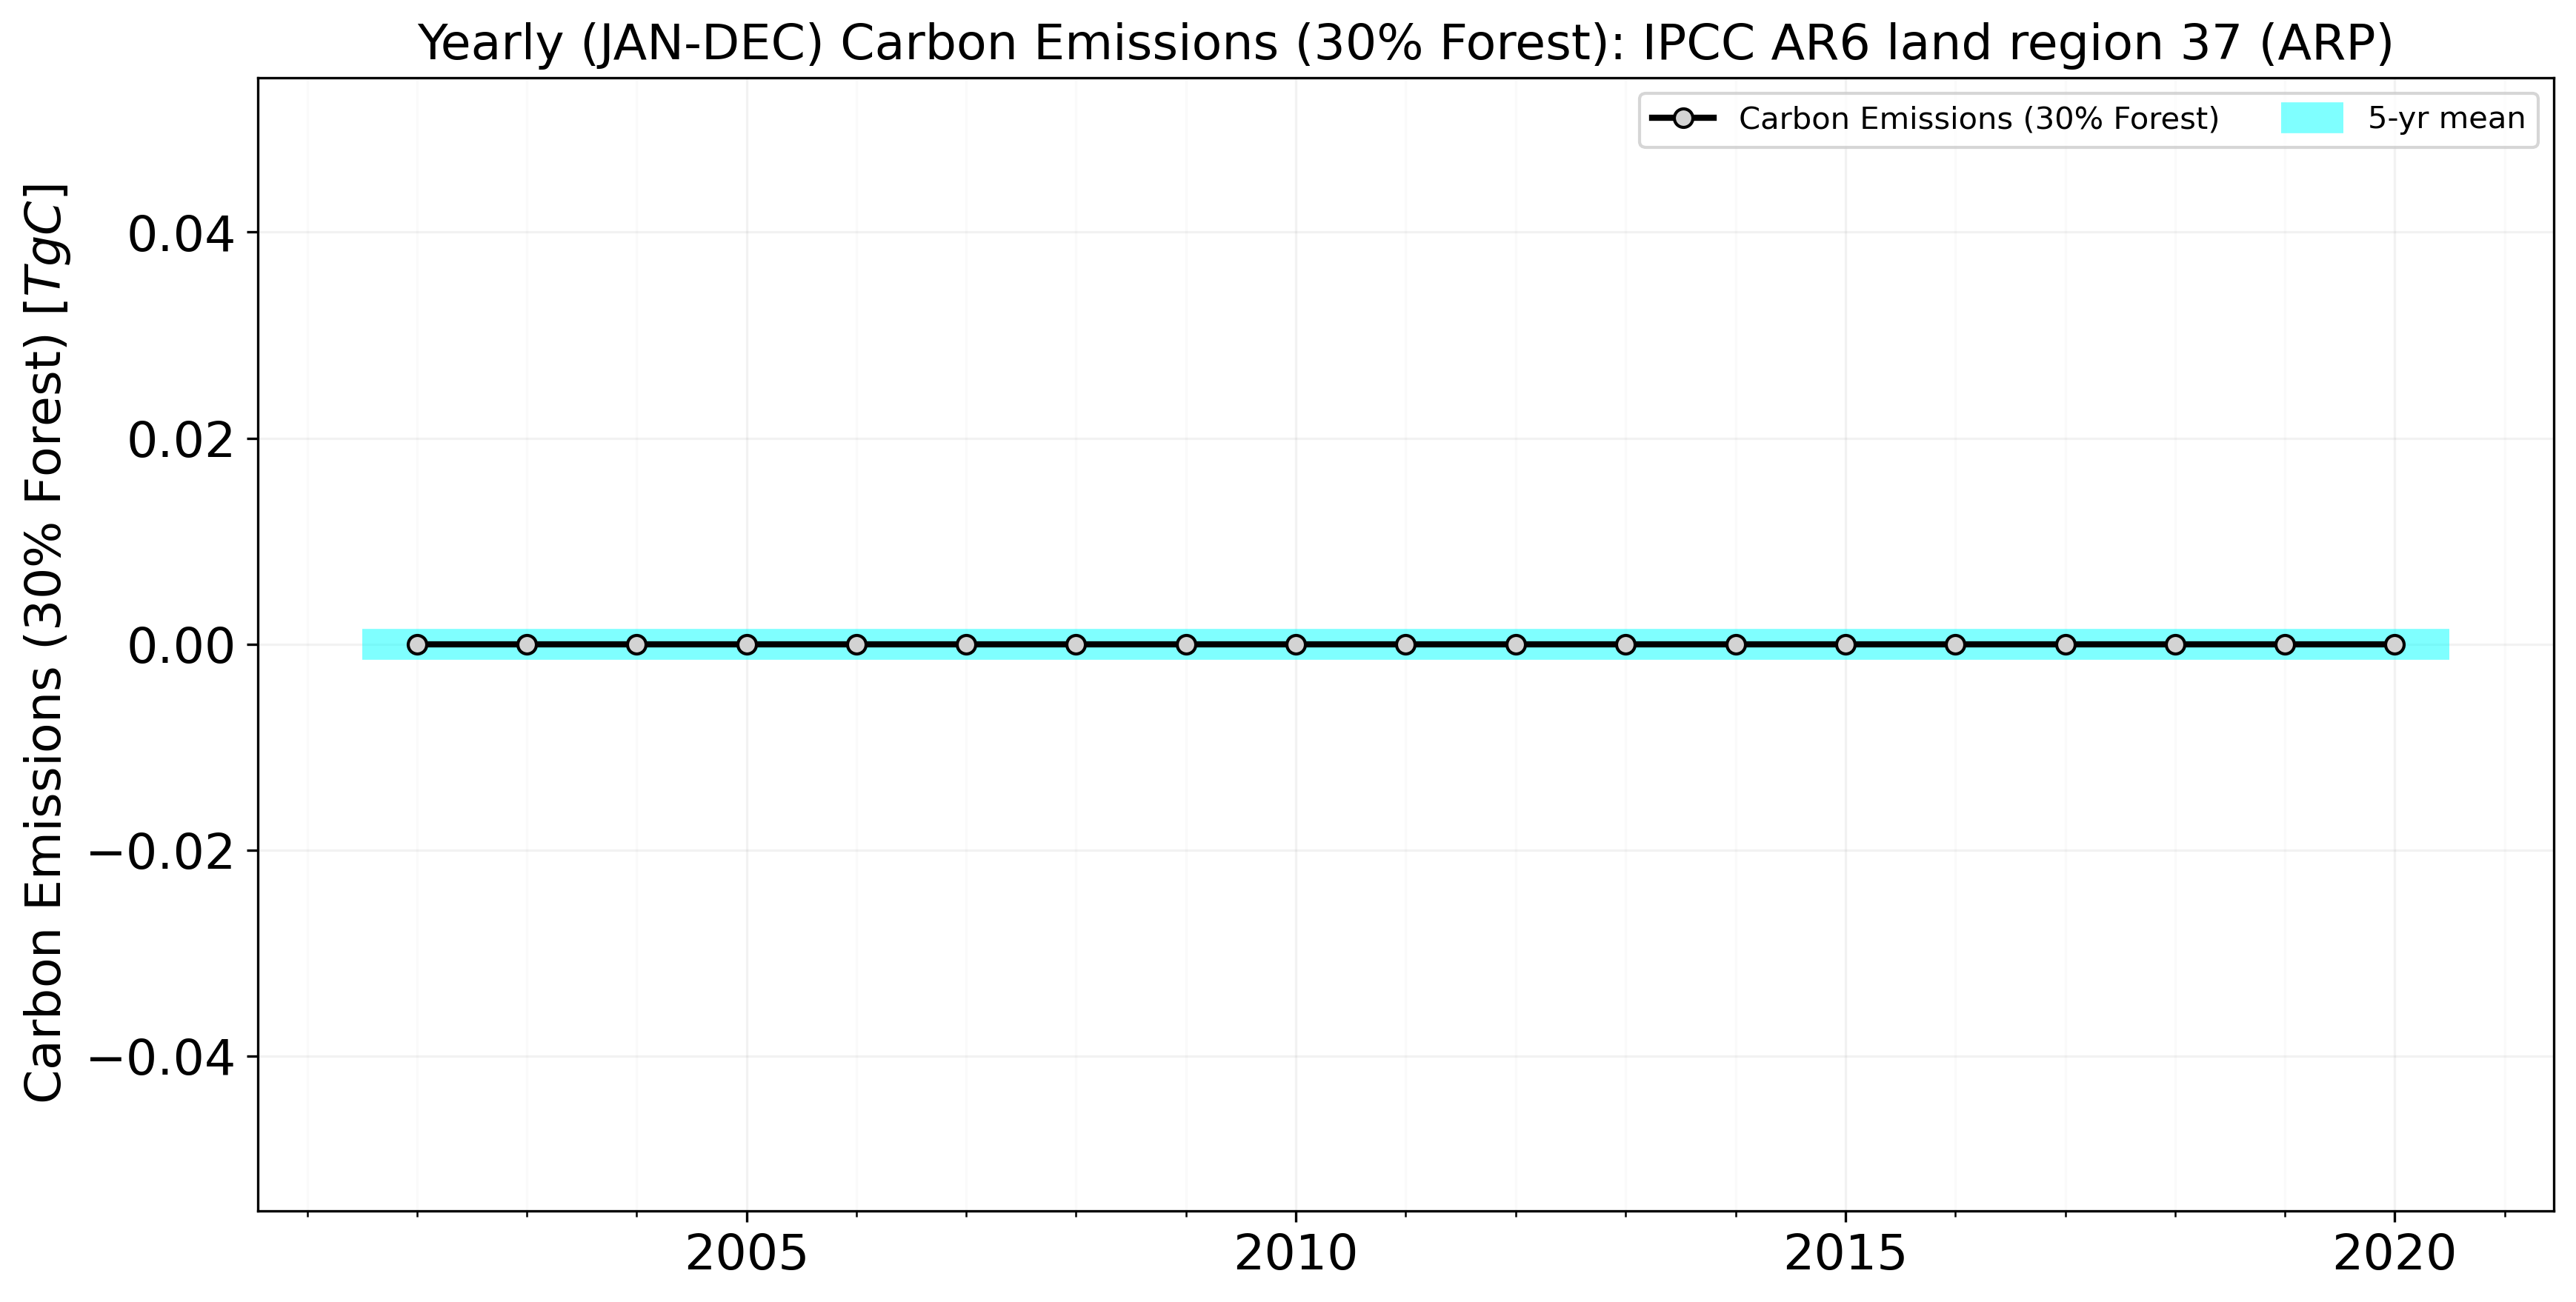 Yearly (JAN-DEC) Carbon Emissions (30% Forest): IPCC AR6 land region 37 (ARP)
Carbon Emissions (30% Forest)
5-yr mean
Carbon Emissions (30% Forest) [TgC]
0.04
0.02
0.00
−0.02
−0.04
2005
2010
2015
2020